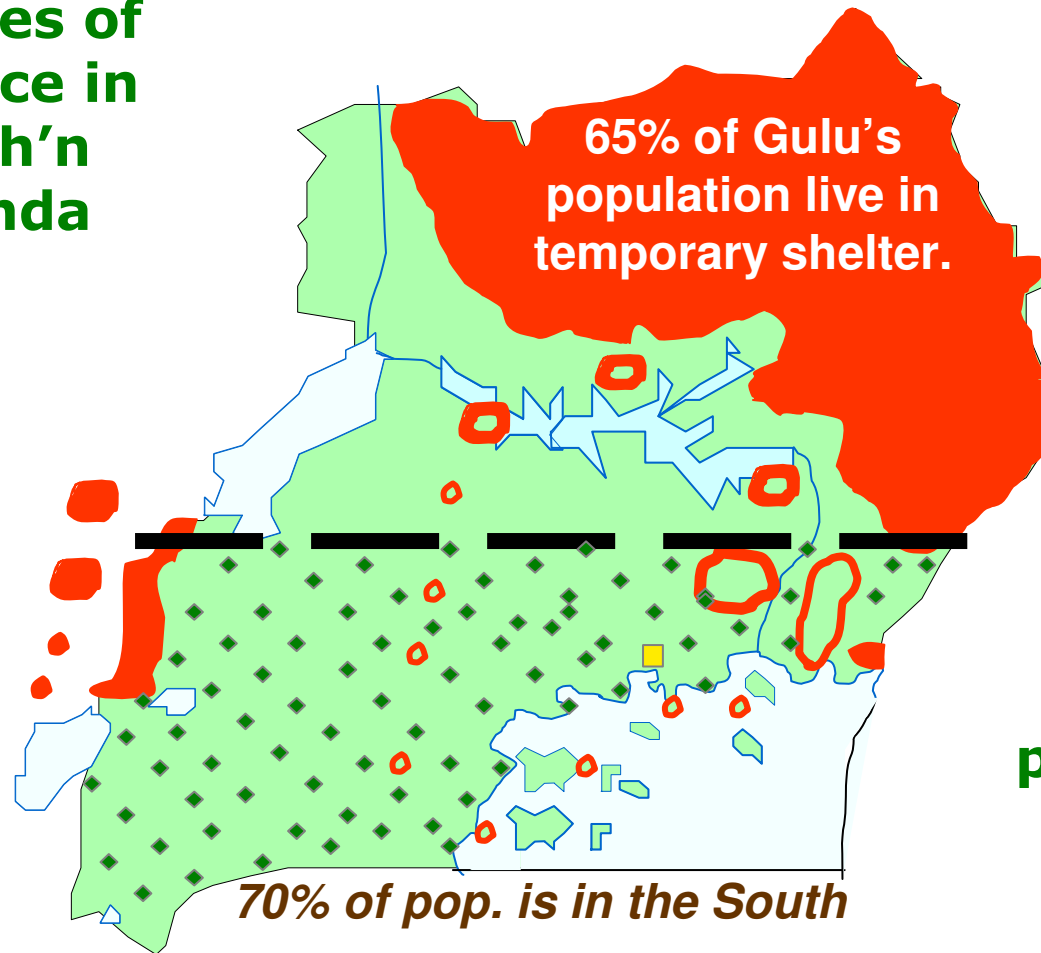 es of
ce in
h’n
nda
65% of Gulu’s
population live in
temporary shelter.
p
70% of pop. is in the South